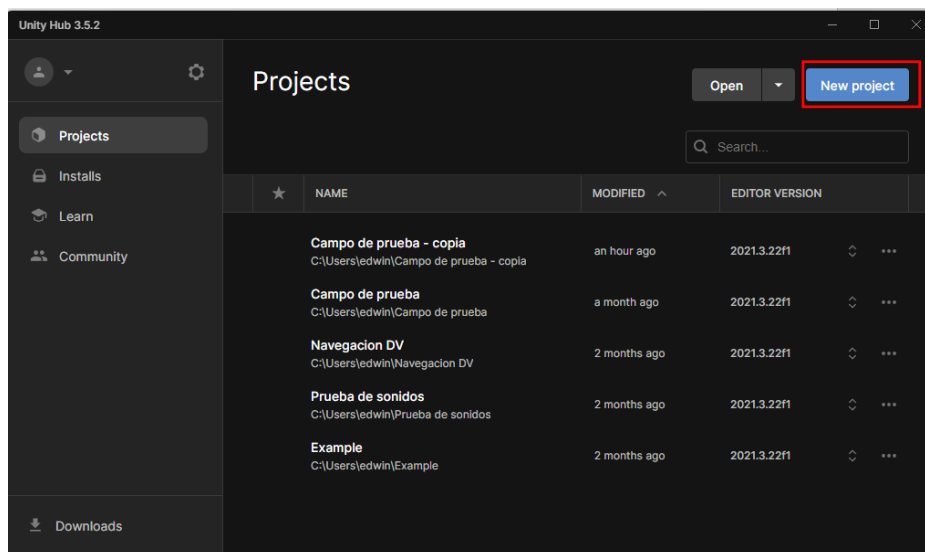 Unity Hub 3.5.2
Projects
Open
New project
Projects
Search...
Installs
NAME
MODIFIED
EDITOR VERSION
Learn
Community
Campo de prueba - copia
C:\Users\edwin\Campo de prueba - copia
an hour ago
2021.3.22f1
Campo de prueba
C:\Users\edwin\Campo de prueba
a month ago
2021.3.22f1
Navegacion DV
C:\Users\edwin\Navegacion DV
2 months ago
2021.3.22f1
Prueba de sonidos
C:\Users\edwin\Prueba de sonidos
2 months ago
2021.3.22f1
Example
C:\Users\edwin\Example
2 months ago
2021.3.22f1
Downloads